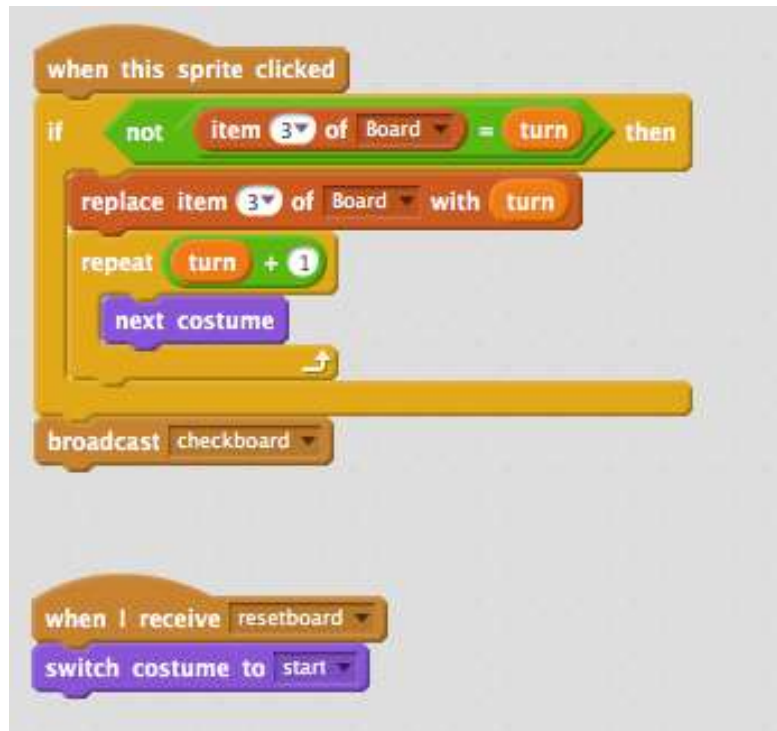 when this sprite clicked
if not item 3 of Board = turn then
replace item 3 of Board with turn
repeat turn + 1
next costume
broadcast checkboard
when I receive resetboard
switch costume to start